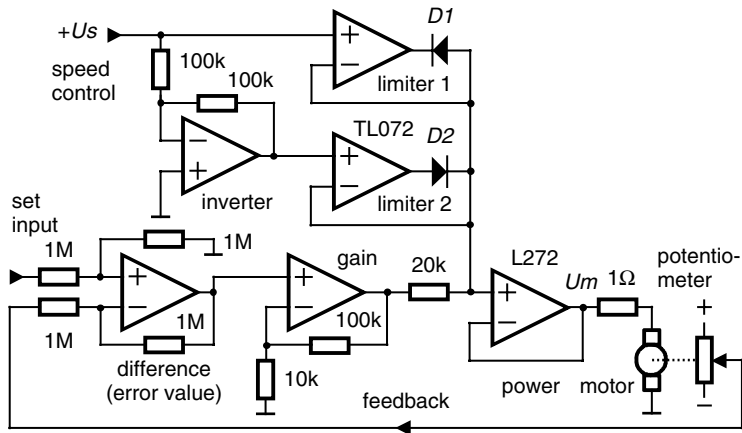 +Us
speed
control
100k
100k
+
−
D1
limiter 1
TL072
D2
−
+
inverter
+
−
limiter 2
set
input
1M
1M
+
−
1M
1M
difference
(error value)
gain
+
−
100k
10k
20k
L272
+
−
power
Um
1Ω
motor
potentio-
meter
+
−
feedback